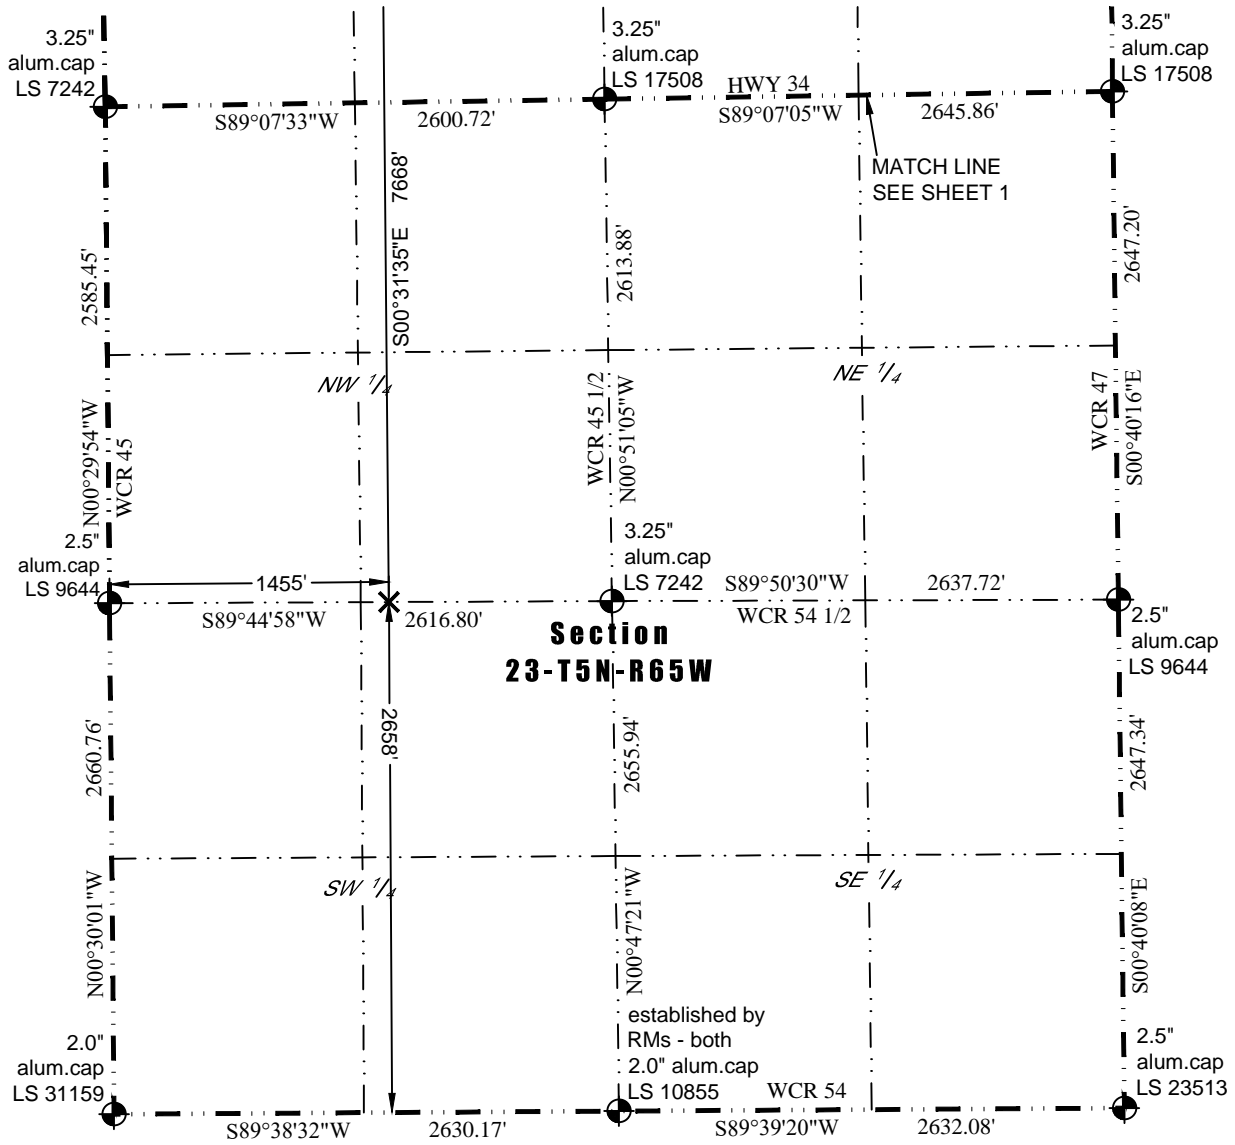 3.25"
alum.cap
LS 7242
3.25"
alum.cap
LS 17508
3.25"
alum.cap
LS 17508
HWY 34
S89°07'33"W
2600.72'
S89°07'05"W
2645.86'
MATCH LINE
SEE SHEET 1
2585.45'
S00°31'35"E 7668'
2613.88'
2647.20'
NW 1/4
NE 1/4
N00°29'54"W
WCR 45
WCR 45 1/2
N00°51'05"W
WCR 47
S00°40'16"E
2.5"
alum.cap
LS 9644
1455'
3.25"
alum.cap
LS 7242
S89°44'58"W
2616.80'
S89°50'30"W
2637.72'
WCR 54 1/2
2.5"
alum.cap
LS 9644
Section
23-T5N-R65W
2660.76'
2658'
2655.94'
2647.34'
SW 1/4
SE 1/4
N00°30'01"W
N00°47'21"W
S00°40'08"E
2.0"
alum.cap
LS 31159
established by
RMs - both
2.0" alum.cap
LS 10855
WCR 54
2.5"
alum.cap
LS 23513
S89°38'32"W
2630.17'
S89°39'20"W
2632.08'